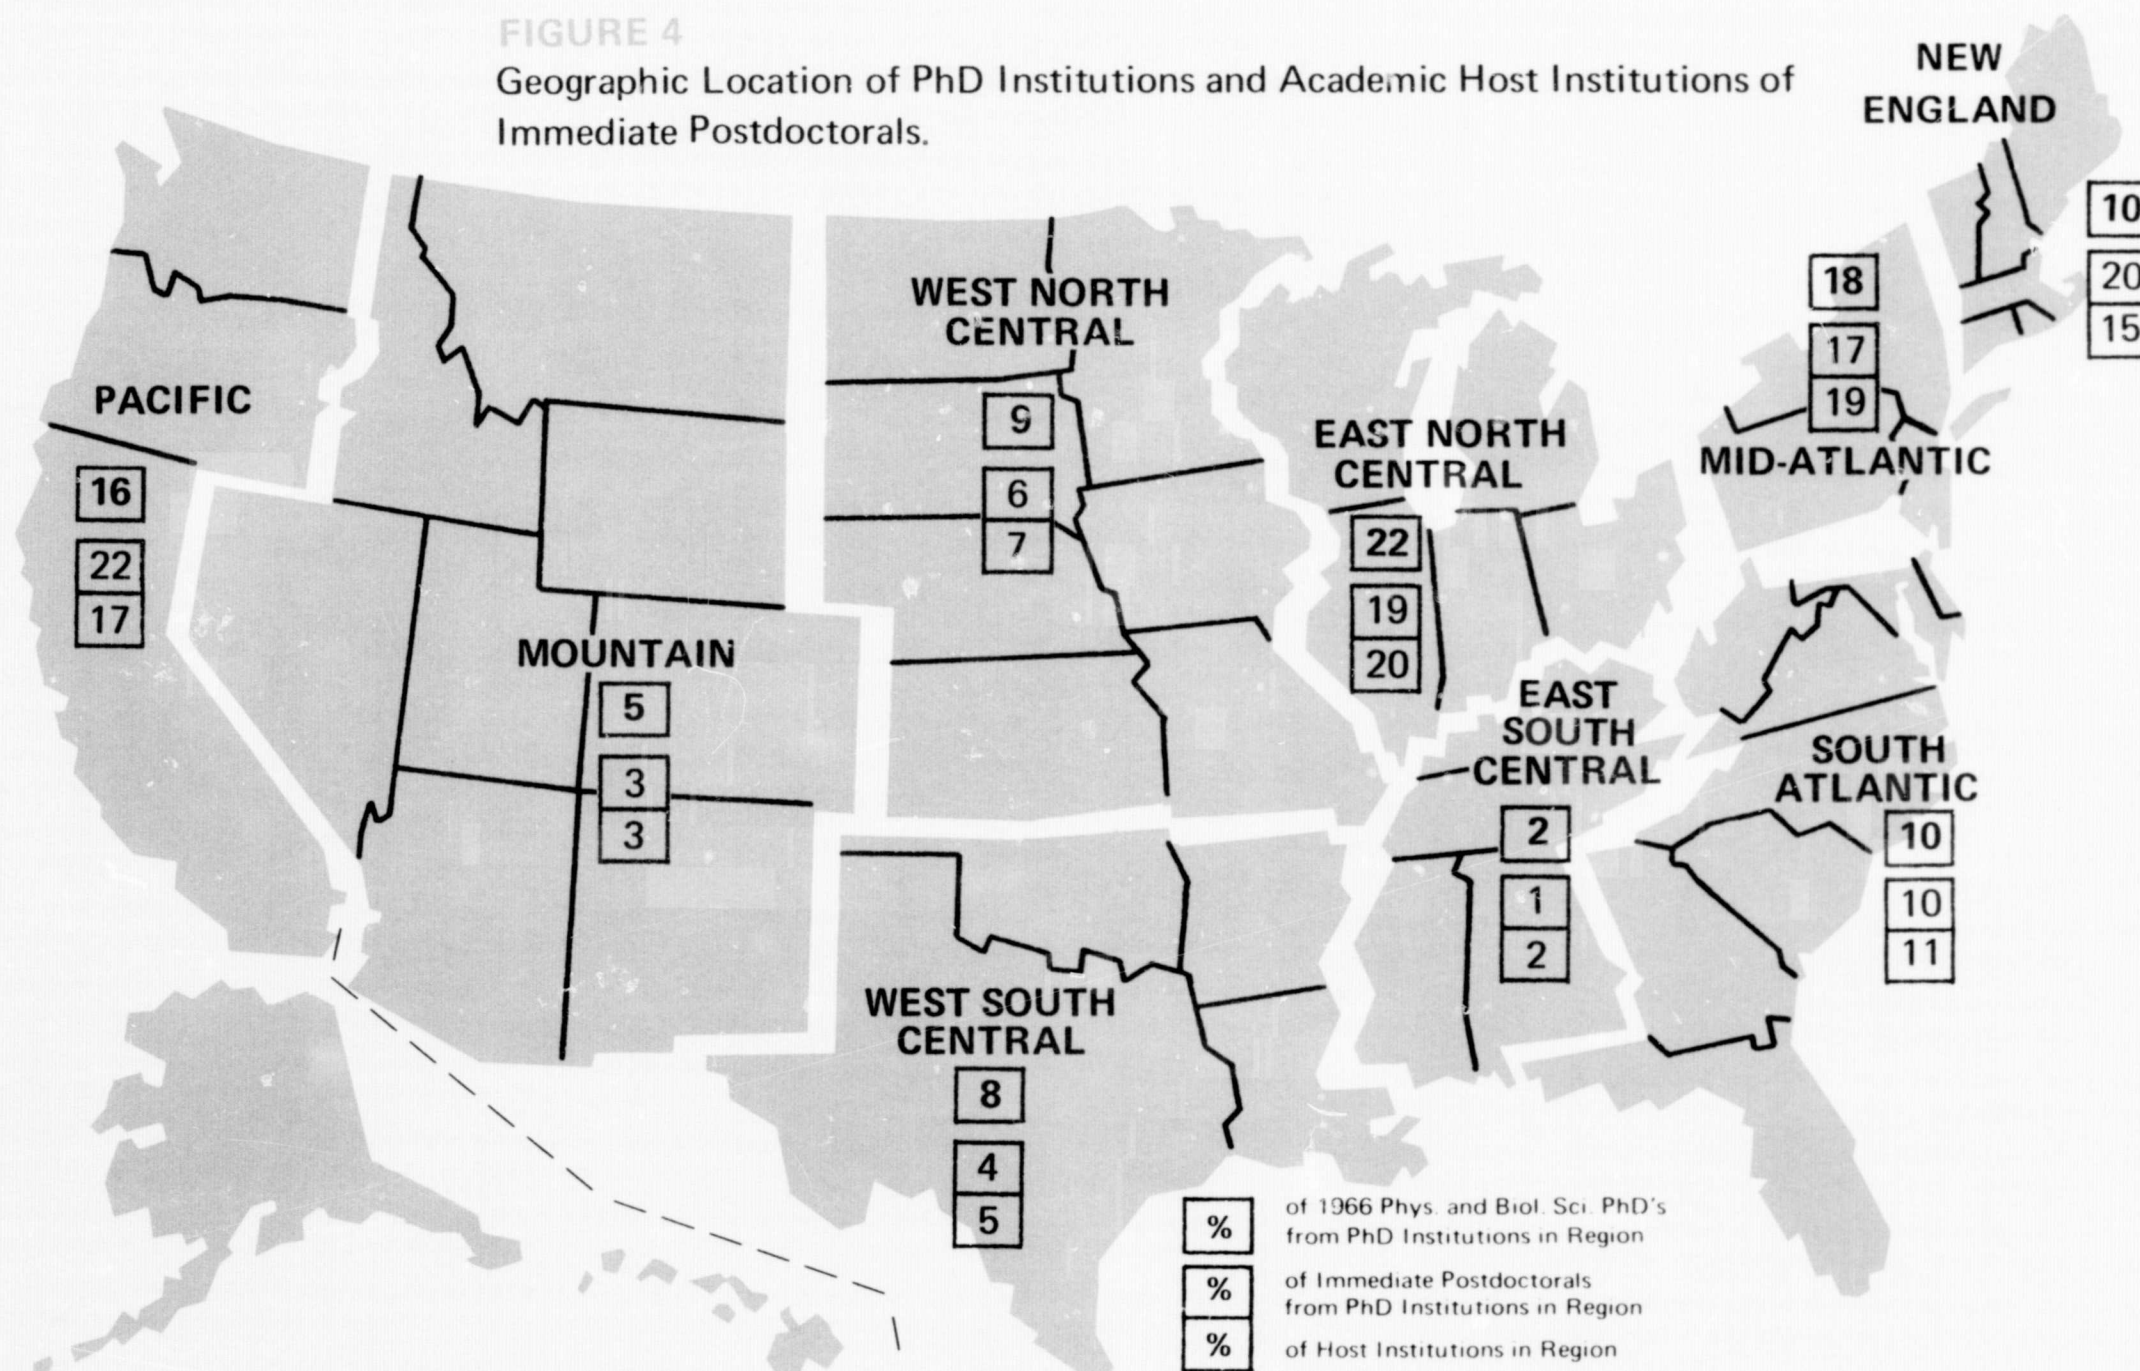 FIGURE 4
Geographic Location of PhD Institutions and Academic Host Institutions of
Immediate Postdoctorals.
NEW
ENGLAND
10
20
15
18
17
19
MID-ATLANTIC
WEST NORTH
CENTRAL
9
6
7
PACIFIC
16
22
17
EAST NORTH
CENTRAL
22
19
20
MOUNTAIN
5
3
3
EAST
SOUTH
CENTRAL
2
1
2
SOUTH
ATLANTIC
10
10
11
WEST SOUTH
CENTRAL
8
4
5
% of 1966 Phys. and Biol. Sci. PhD's
from PhD Institutions in Region
% of Immediate Postdoctorals
from PhD Institutions in Region
% of Host Institutions in Region